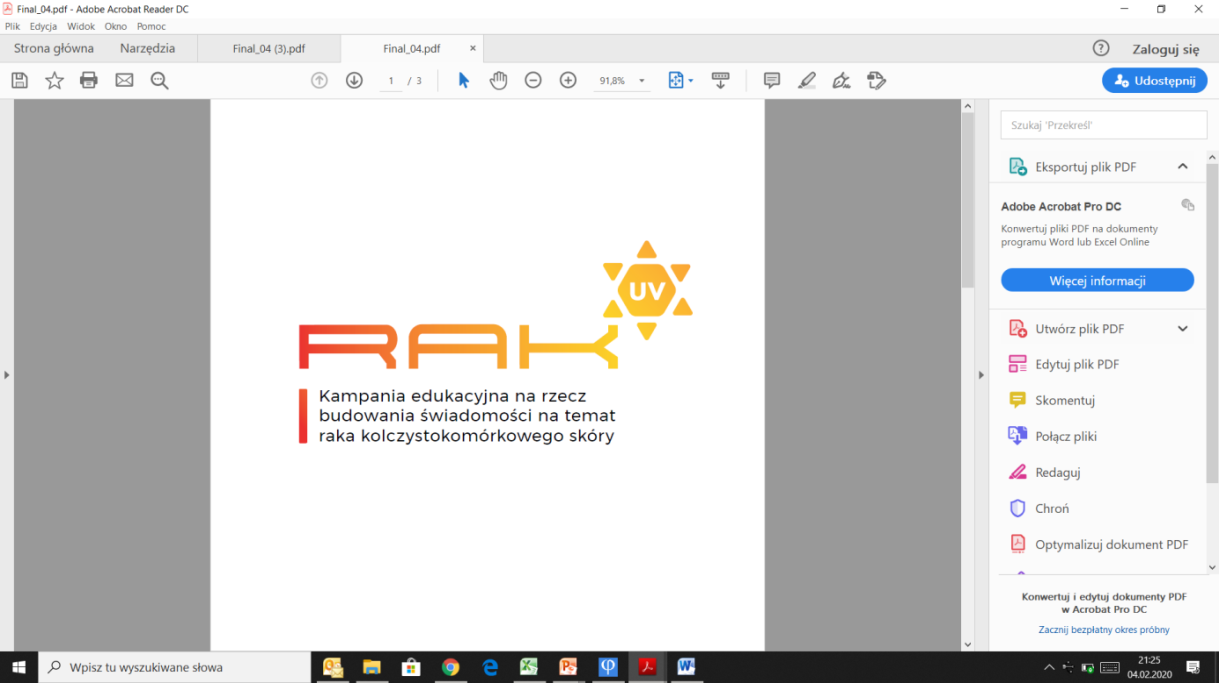 Final_04.pdf - Adobe Acrobat Reader DC
Plik Edycja Widok Okno Pomoc
Strona główna Narzędzia Final_04 (3).pdf Final_04.pdf × ? Zaloguj się
1 / 3 91,8% Udostępnij
Szukaj 'Przekreśl'
Eksportuj plik PDF
Adobe Acrobat Pro DC
Konwertuj pliki PDF na dokumenty
programu Word lub Excel Online
Więcej informacji
Utwórz plik PDF
Edytuj plik PDF
Skomentuj
Połącz pliki
Redaguj
Chroń
Optymalizuj dokument PDF
Konwertuj i edytuj dokumenty PDF
w Acrobat Pro DC
Zacznij bezpłatny okres próbny
UV
RAK
Kampania edukacyjna na rzecz
budowania świadomości na temat
raka kolczystokomórkowego skóry
Wpisz tu wyszukiwane słowa
21:25
04.02.2020